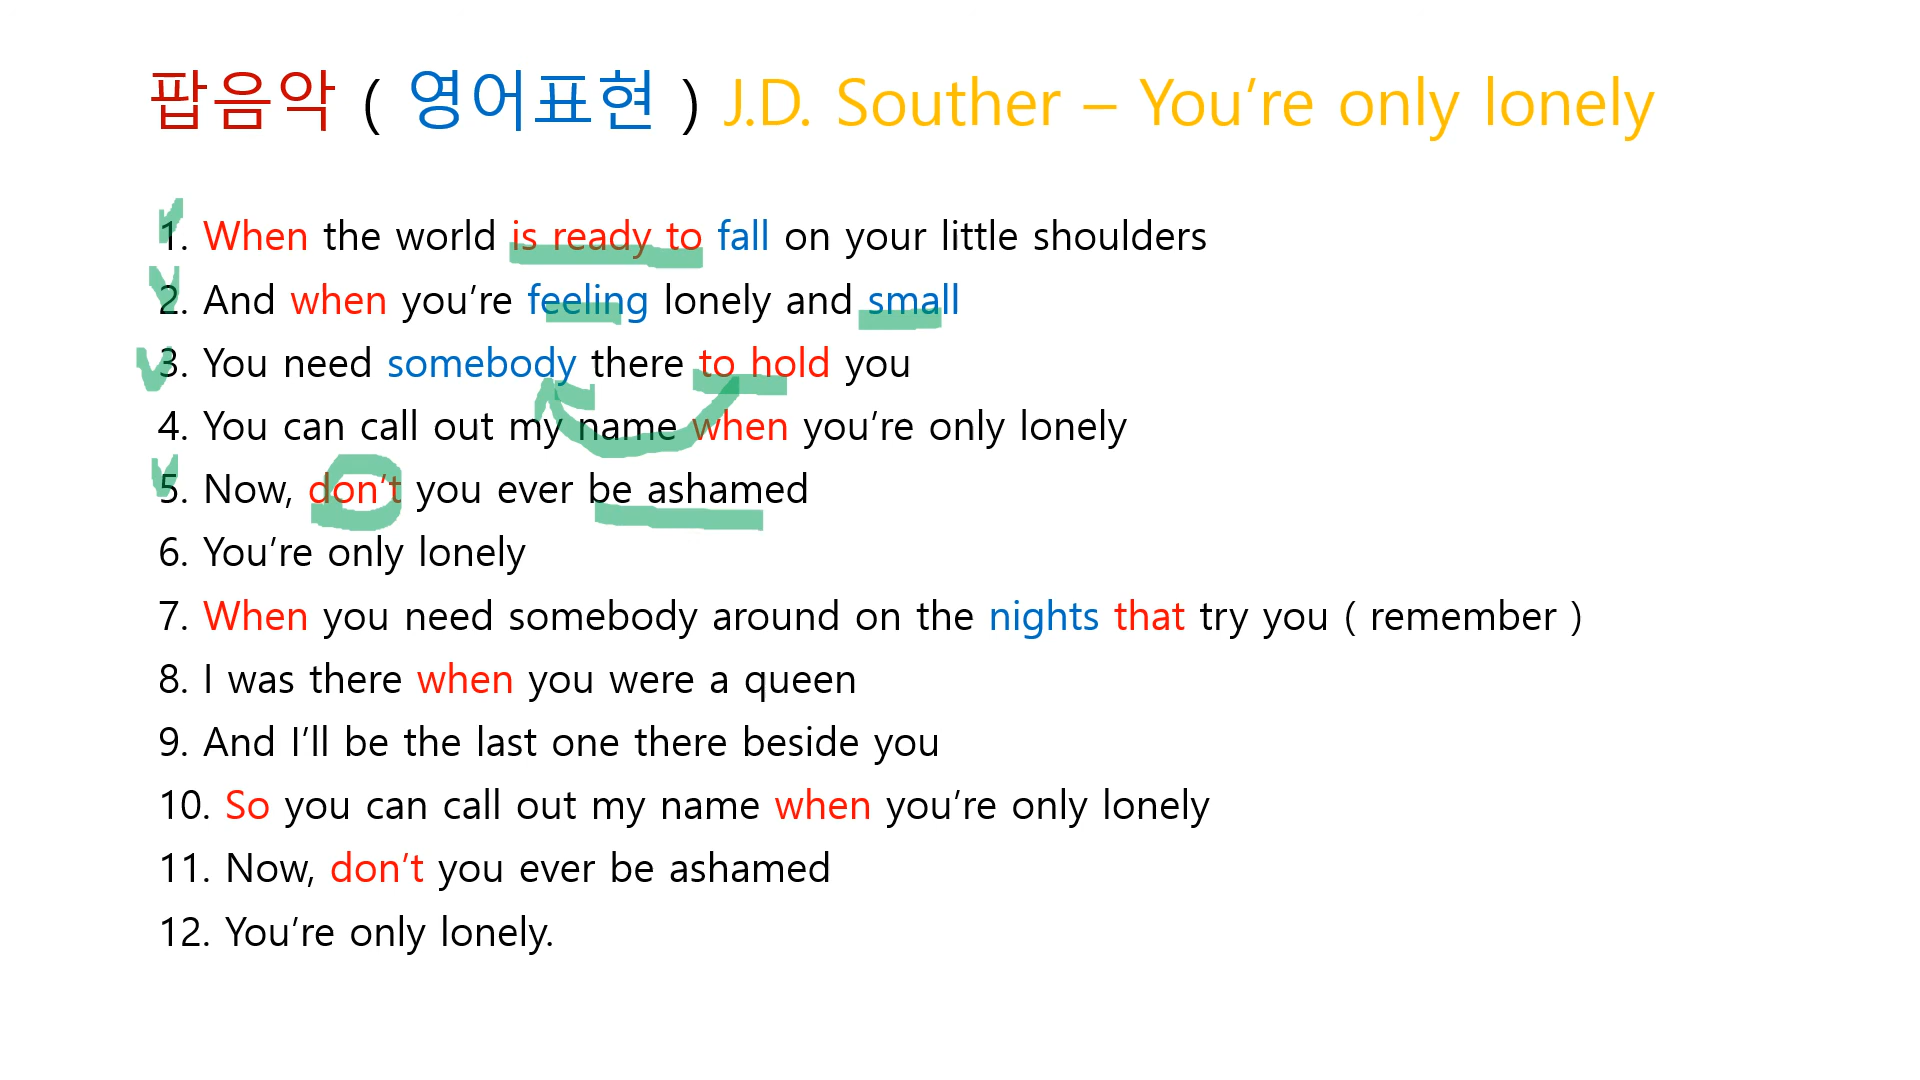 팝음악 ( 영어표현 ) J.D. Souther – You’re only lonely
1. When the world is ready to fall on your little shoulders
2. And when you’re feeling lonely and small
3. You need somebody there to hold you
4. You can call out my name when you’re only lonely
5. Now, don’t you ever be ashamed
6. You’re only lonely
7. When you need somebody around on the nights that try you ( remember )
8. I was there when you were a queen
9. And I’ll be the last one there beside you
10. So you can call out my name when you’re only lonely
11. Now, don’t you ever be ashamed
12. You’re only lonely.